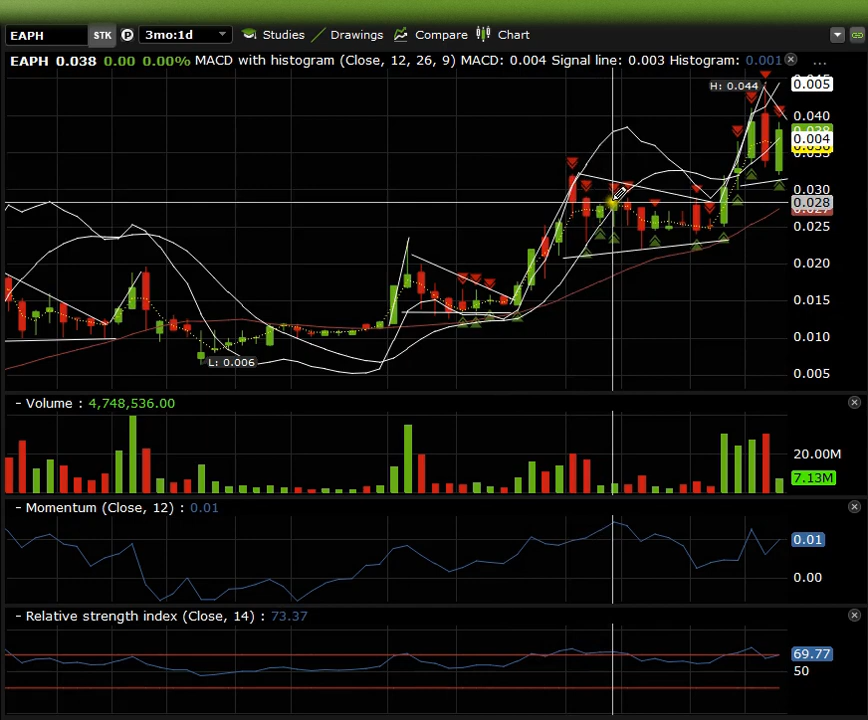 EAPH STK P 3mo:1d Studies Drawings Compare Chart
EAPH 0.038 0.00 0.00% MACD with histogram (Close, 12, 26, 9) MACD: 0.004 Signal line: 0.003 Histogram: 0.001 ...
H: 0.044
0.005
0.040
0.004
0.030
0.028
0.025
0.020
0.015
0.010
L: 0.006
0.005
- Volume : 4,748,536.00
20.00M
7.13M
- Momentum (Close, 12) : 0.01
0.01
0.00
- Relative strength index (Close, 14) : 73.37
69.77
50